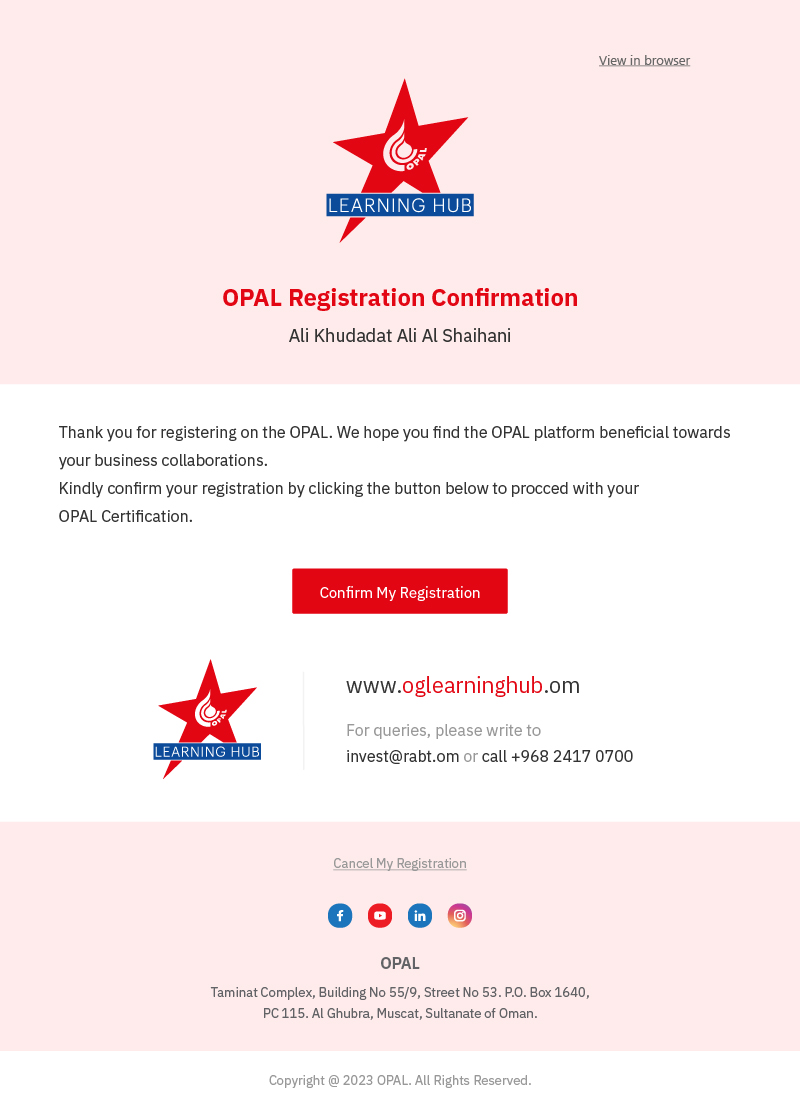 View in browser
OPAL
LEARNING HUB
OPAL Registration Confirmation
Ali Khudadat Ali Al Shaihani
Thank you for registering on the OPAL. We hope you find the OPAL platform beneficial towards
your business collaborations.
Kindly confirm your registration by clicking the button below to procced with your
OPAL Certification.
Confirm My Registration
OPAL
LEARNING HUB
www.oglearninghub.om
For queries, please write to
invest@rabt.om or call +968 2417 0700
Cancel My Registration
OPAL
Taminat Complex, Building No 55/9, Street No 53. P.O. Box 1640,
PC 115. Al Ghubra, Muscat, Sultanate of Oman.
Copyright @ 2023 OPAL. All Rights Reserved.